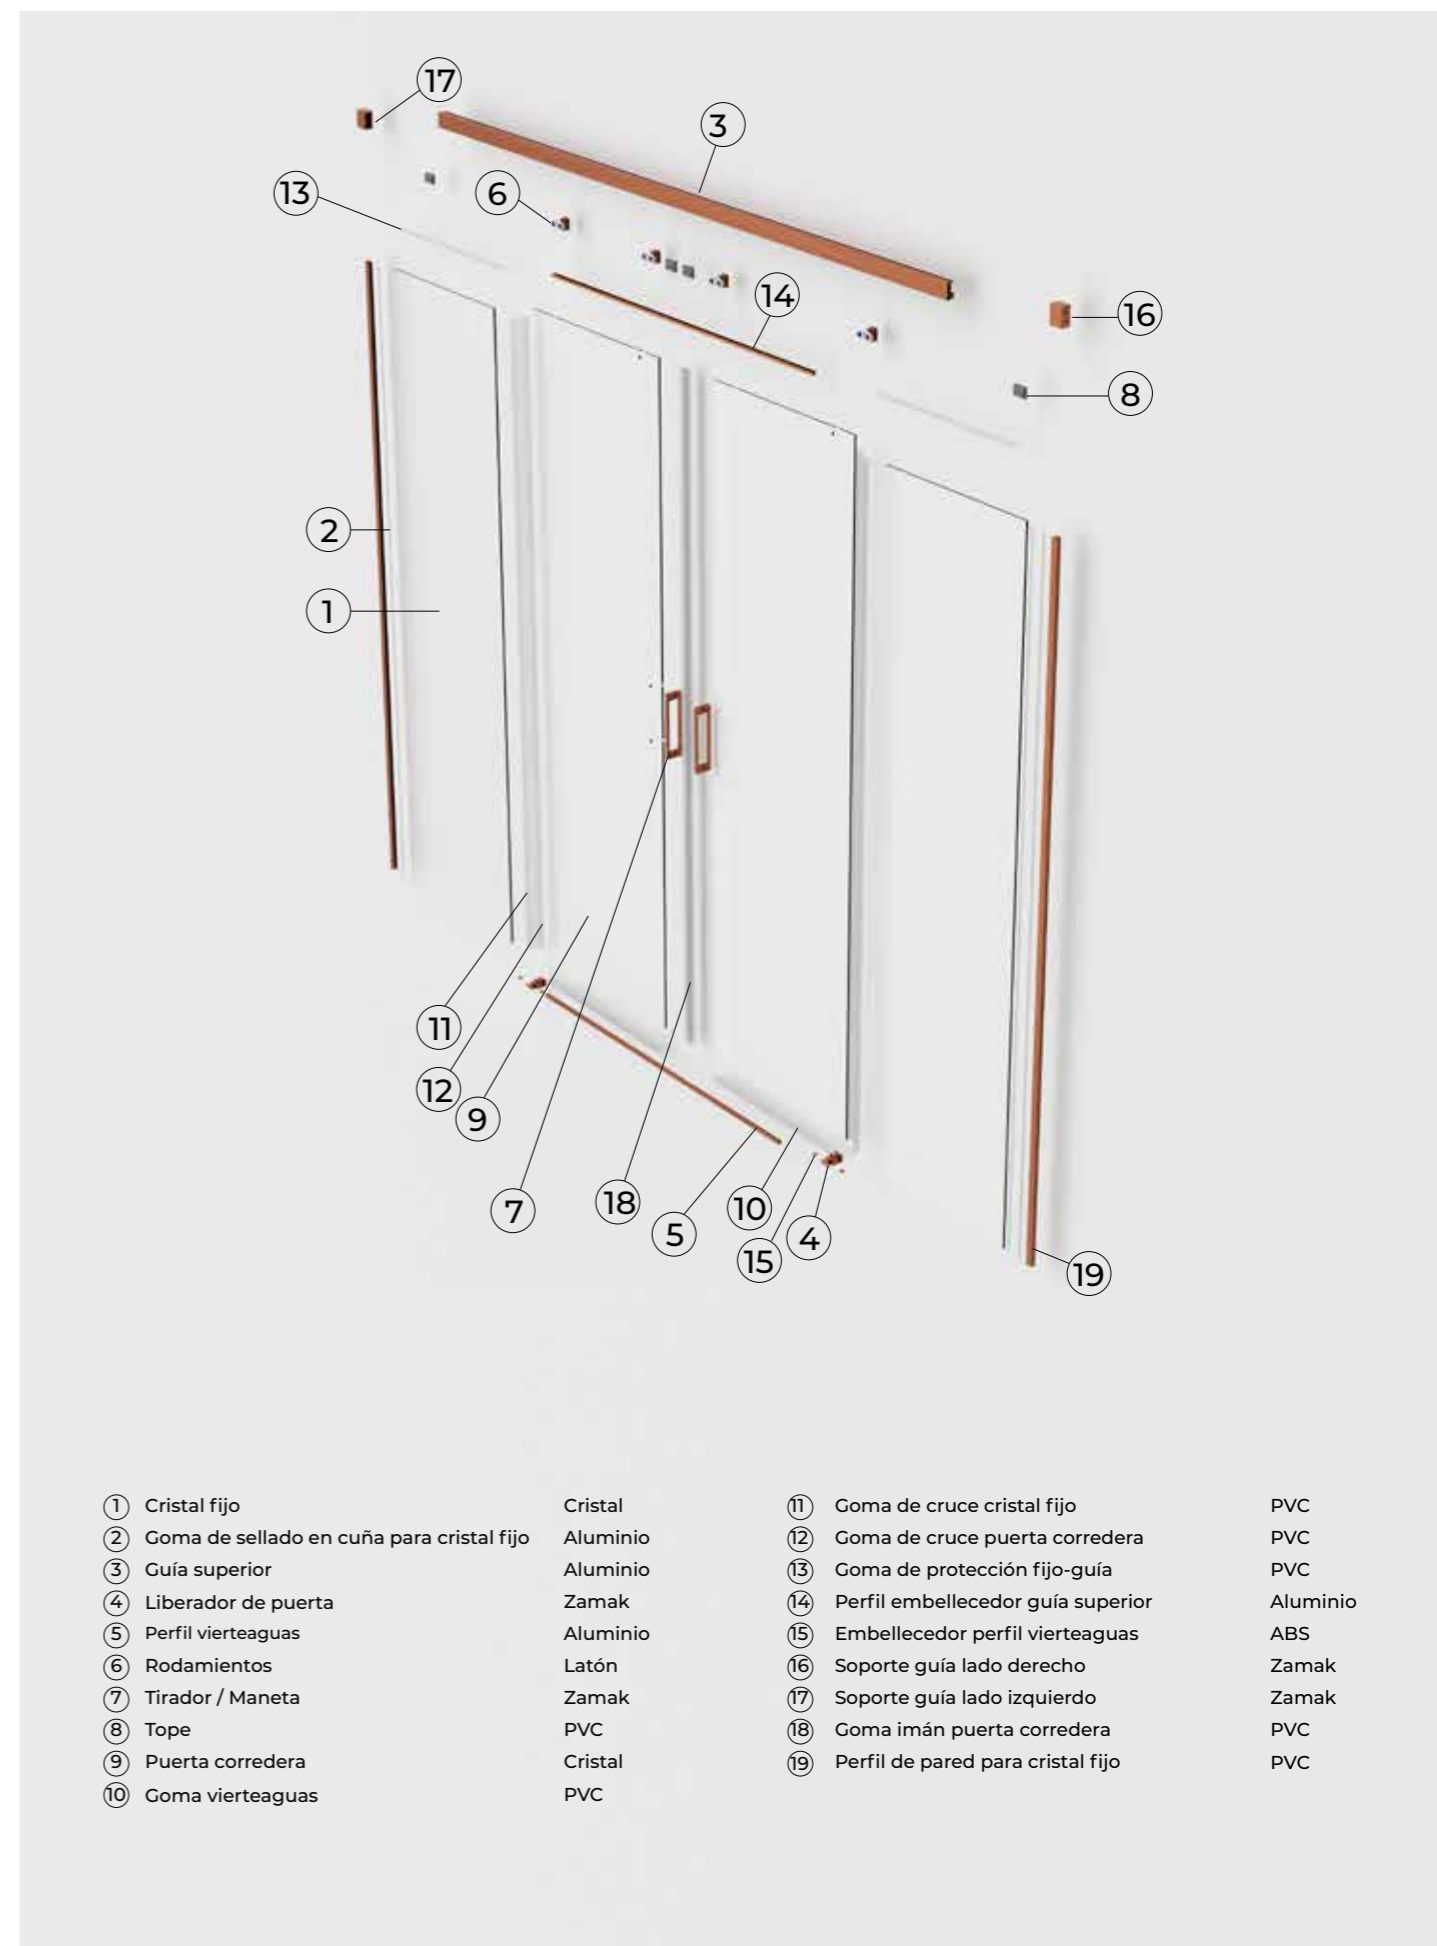 17
3
13
6
14
16
8
2
1
11
12
9
7
18
5
10
15
4
19
1 Cristal fijo Cristal
2 Goma de sellado en cuña para cristal fijo Aluminio
3 Guía superior Aluminio
4 Liberador de puerta Zamak
5 Perfil vierteaguas Aluminio
6 Rodamientos Latón
7 Tirador / Maneta Zamak
8 Tope PVC
9 Puerta corredera Cristal
10 Goma vierteaguas PVC
11 Goma de cruce cristal fijo PVC
12 Goma de cruce puerta corredera PVC
13 Goma de protección fijo-guía PVC
14 Perfil embellecedor guía superior Aluminio
15 Embellecedor perfil vierteaguas ABS
16 Soporte guía lado derecho Zamak
17 Soporte guía lado izquierdo Zamak
18 Goma imán puerta corredera PVC
19 Perfil de pared para cristal fijo PVC